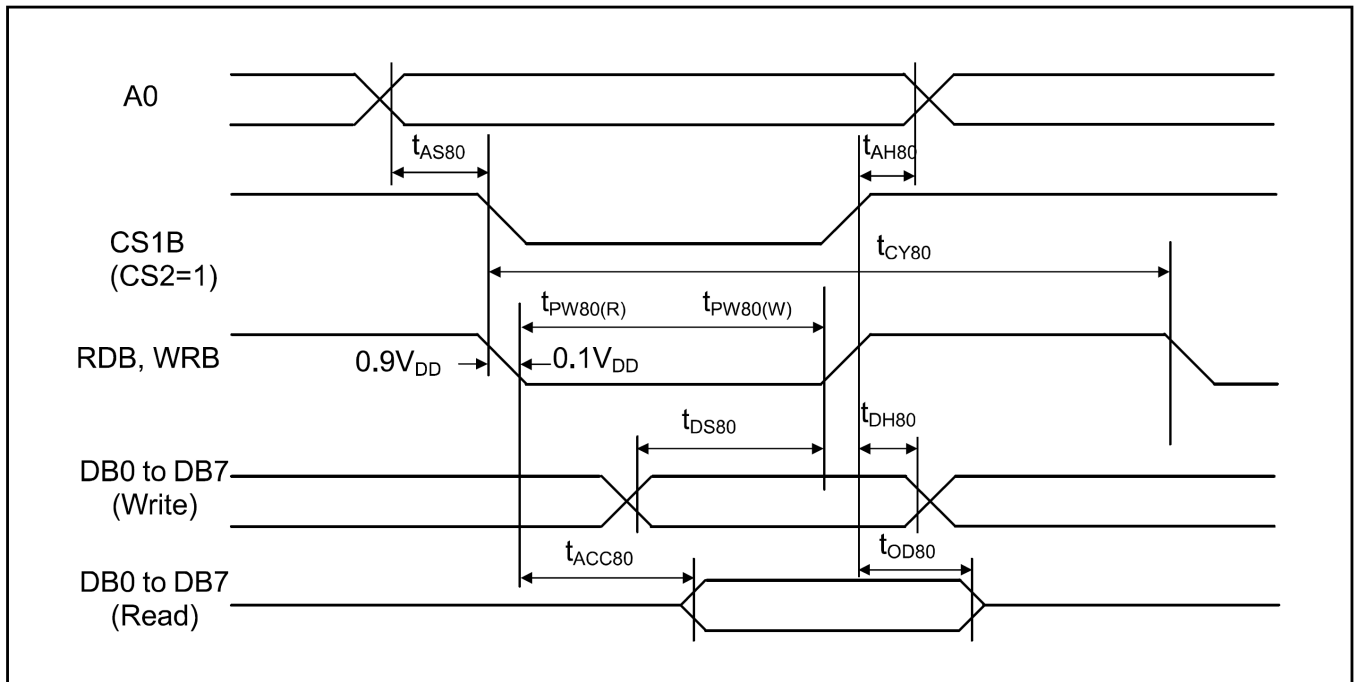 A0
tAS80
tAH80
CS1B
(CS2=1)
tCY80
tPW80(R)
tPW80(W)
RDB, WRB
0.9VDD
0.1VDD
tDS80
tDH80
DB0 to DB7
(Write)
tACC80
tOD80
DB0 to DB7
(Read)